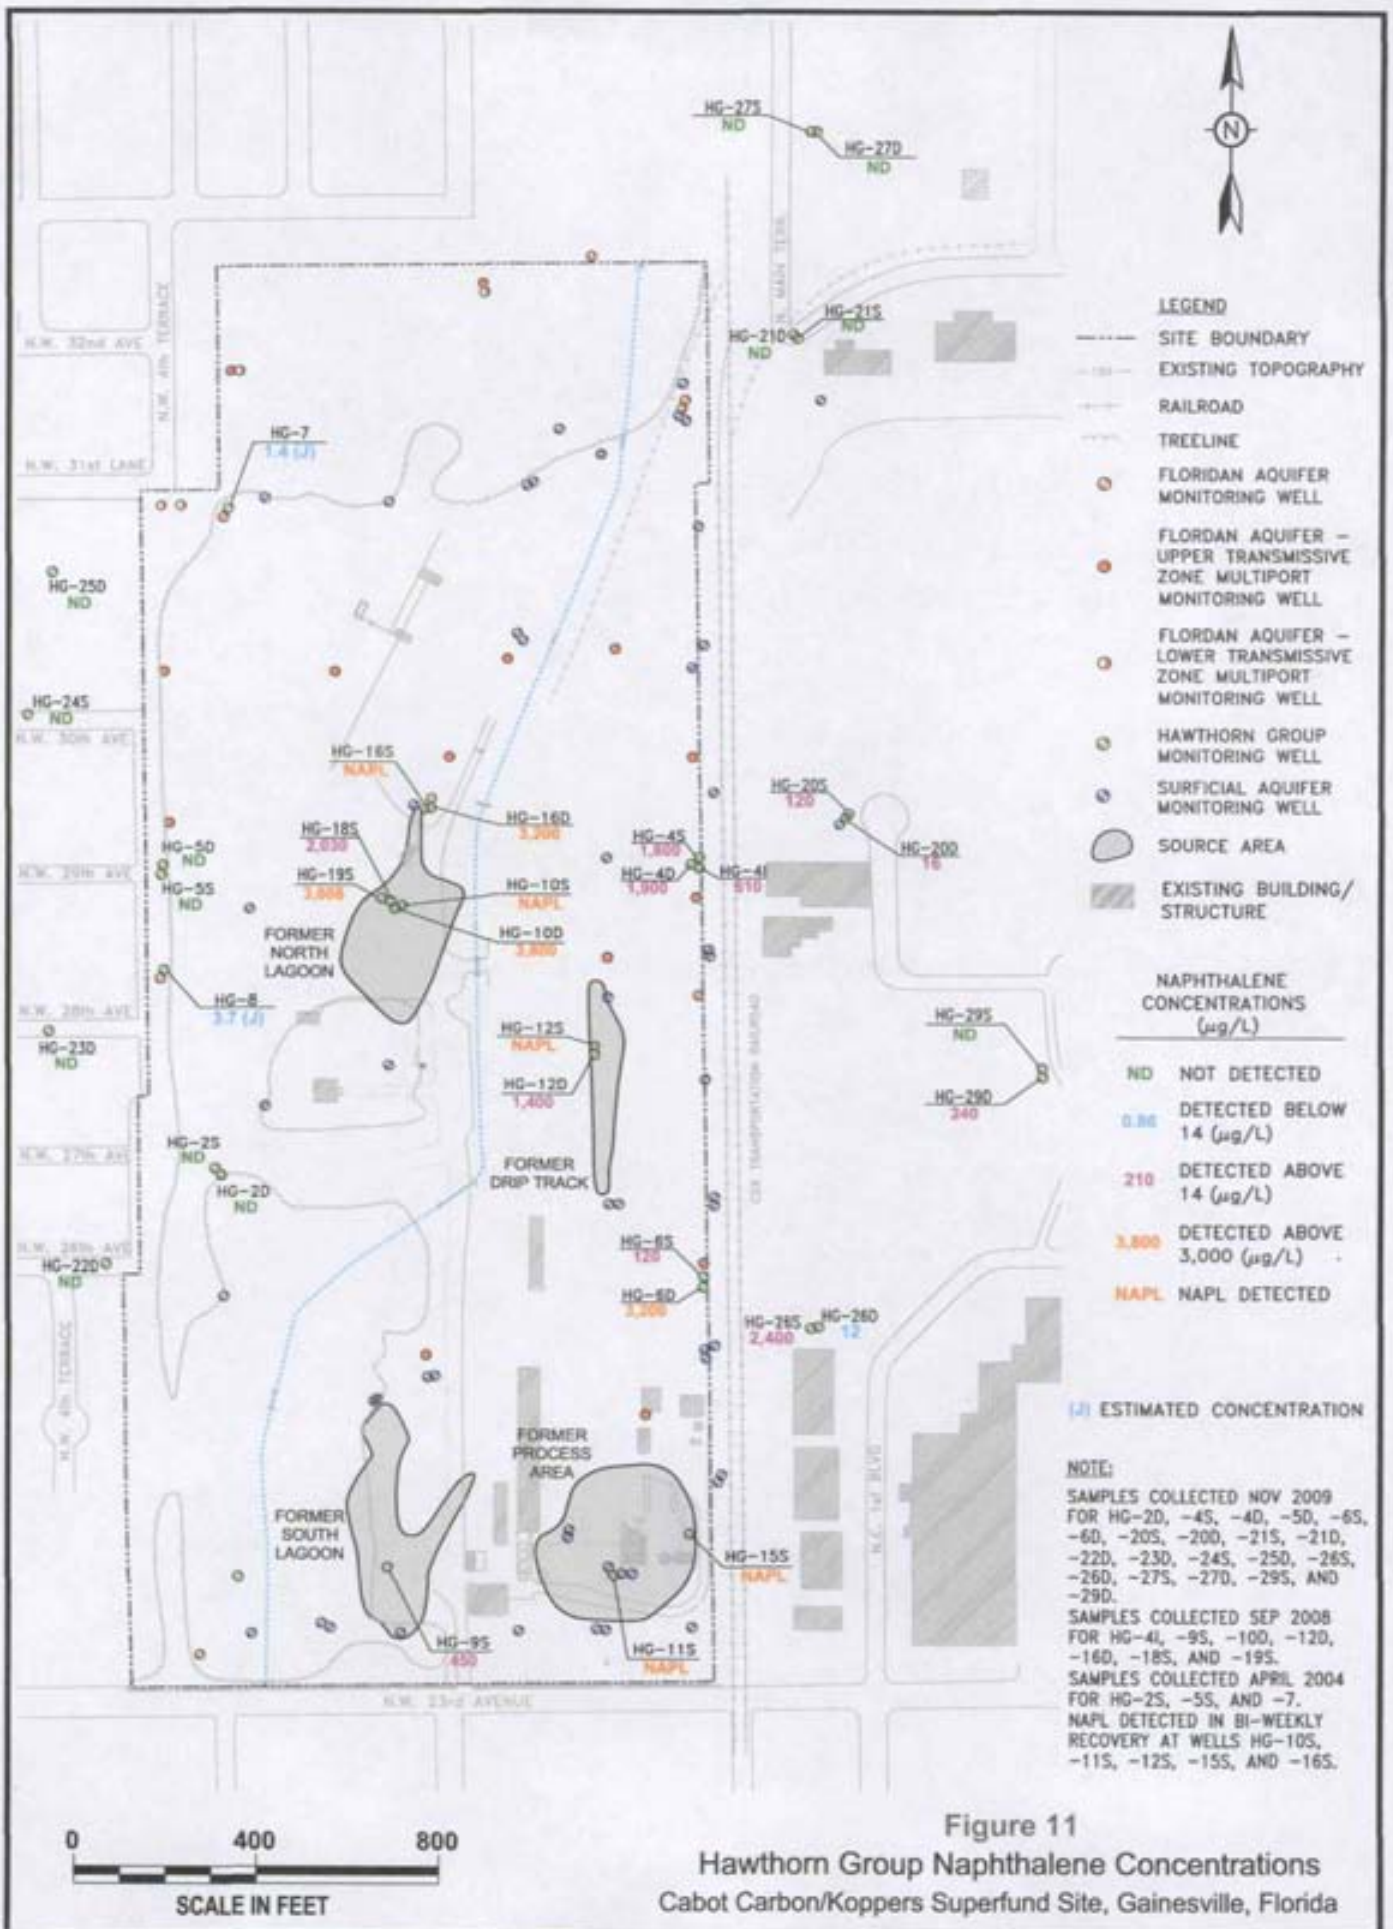 HG-27S
ND
HG-27D
ND
N
N. MAIN TERR.
HG-21S
ND
HG-21D
ND
N.W. 32nd AVE
N.W. 4th TERRACE
HG-7
1.4 (J)
N.W. 31st LANE
HG-25D
ND
HG-24S
ND
N.W. 30th AVE
HG-16S
NAPL
HG-16D
3,200
HG-18S
2,030
HG-19S
HG-10S
NAPL
HG-10D
3,800
FORMER
NORTH
LAGOON
HG-5D
ND
N.W. 29th AVE
HG-5S
ND
HG-4S
1,800
HG-4D
1,900
HG-4I
610
HG-20S
120
HG-20D
16
HG-8
3.7 (J)
N.W. 28th AVE
HG-23D
ND
HG-12S
NAPL
HG-12D
1,400
HG-29S
ND
HG-29D
240
CSX TRANSPORTATION RAILROAD
N.W. 27th AVE
HG-2S
ND
HG-2D
ND
FORMER
DRIP TRACK
N.W. 26th AVE
HG-22D
ND
HG-6S
120
HG-6D
3,200
HG-26S
2,400
HG-26D
12
N.W. 4th TERRACE
FORMER
PROCESS
AREA
FORMER
SOUTH
LAGOON
N.E. 1st BLVD
HG-15S
NAPL
HG-9S
450
HG-11S
NAPL
N.W. 23rd AVENUE
LEGEND
SITE BOUNDARY
EXISTING TOPOGRAPHY
RAILROAD
TREELINE
FLORIDAN AQUIFER
MONITORING WELL
FLORDAN AQUIFER –
UPPER TRANSMISSIVE
ZONE MULTIPORT
MONITORING WELL
FLORDAN AQUIFER –
LOWER TRANSMISSIVE
ZONE MULTIPORT
MONITORING WELL
HAWTHORN GROUP
MONITORING WELL
SURFICIAL AQUIFER
MONITORING WELL
SOURCE AREA
EXISTING BUILDING/
STRUCTURE
NAPHTHALENE
CONCENTRATIONS
(µg/L)
ND NOT DETECTED
0.86 DETECTED BELOW
14 (µg/L)
210 DETECTED ABOVE
14 (µg/L)
3,800 DETECTED ABOVE
3,000 (µg/L)
NAPL NAPL DETECTED
(J) ESTIMATED CONCENTRATION
NOTE:
SAMPLES COLLECTED NOV 2009
FOR HG-2D, -4S, -4D, -5D, -6S,
-6D, -20S, -20D, -21S, -21D,
-22D, -23D, -24S, -25D, -26S,
-26D, -27S, -27D, -29S, AND
-29D.
SAMPLES COLLECTED SEP 2008
FOR HG-4I, -9S, -10D, -12D,
-16D, -18S, AND -19S.
SAMPLES COLLECTED APRIL 2004
FOR HG-2S, -5S, AND -7.
NAPL DETECTED IN BI-WEEKLY
RECOVERY AT WELLS HG-10S,
-11S, -12S, -15S, AND -16S.
0 400 800
SCALE IN FEET
Figure 11
Hawthorn Group Naphthalene Concentrations
Cabot Carbon/Koppers Superfund Site, Gainesville, Florida